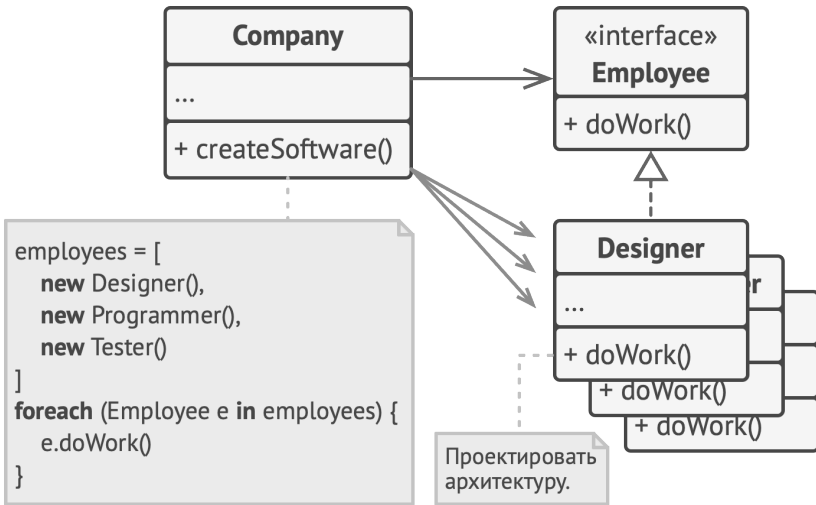 Company
...
+ createSoftware()
«interface»
Employee
+ doWork()
employees = [
new Designer(),
new Programmer(),
new Tester()
]
foreach (Employee e in employees) {
e.doWork()
}
Designer
...
+ doWork()
+ doWork()
+ doWork()
Проектировать
архитектуру.